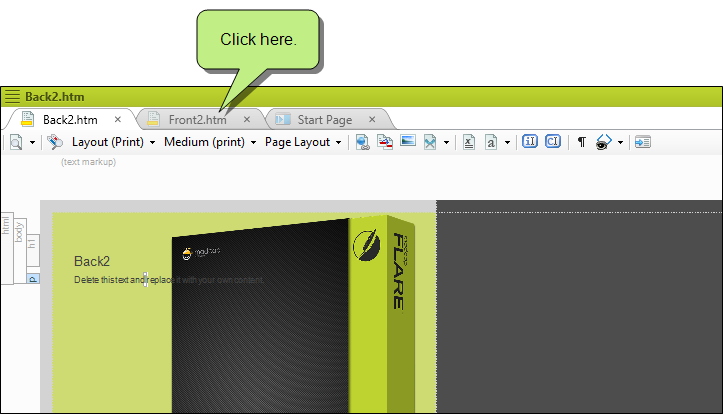 Click here.
Back2.htm
Back2.htm Front2.htm Start Page
Layout (Print) Medium (print) Page Layout
(text markup)
html
body
h1
p
Back2
Delete this text and replace it with your own content.
FLARE